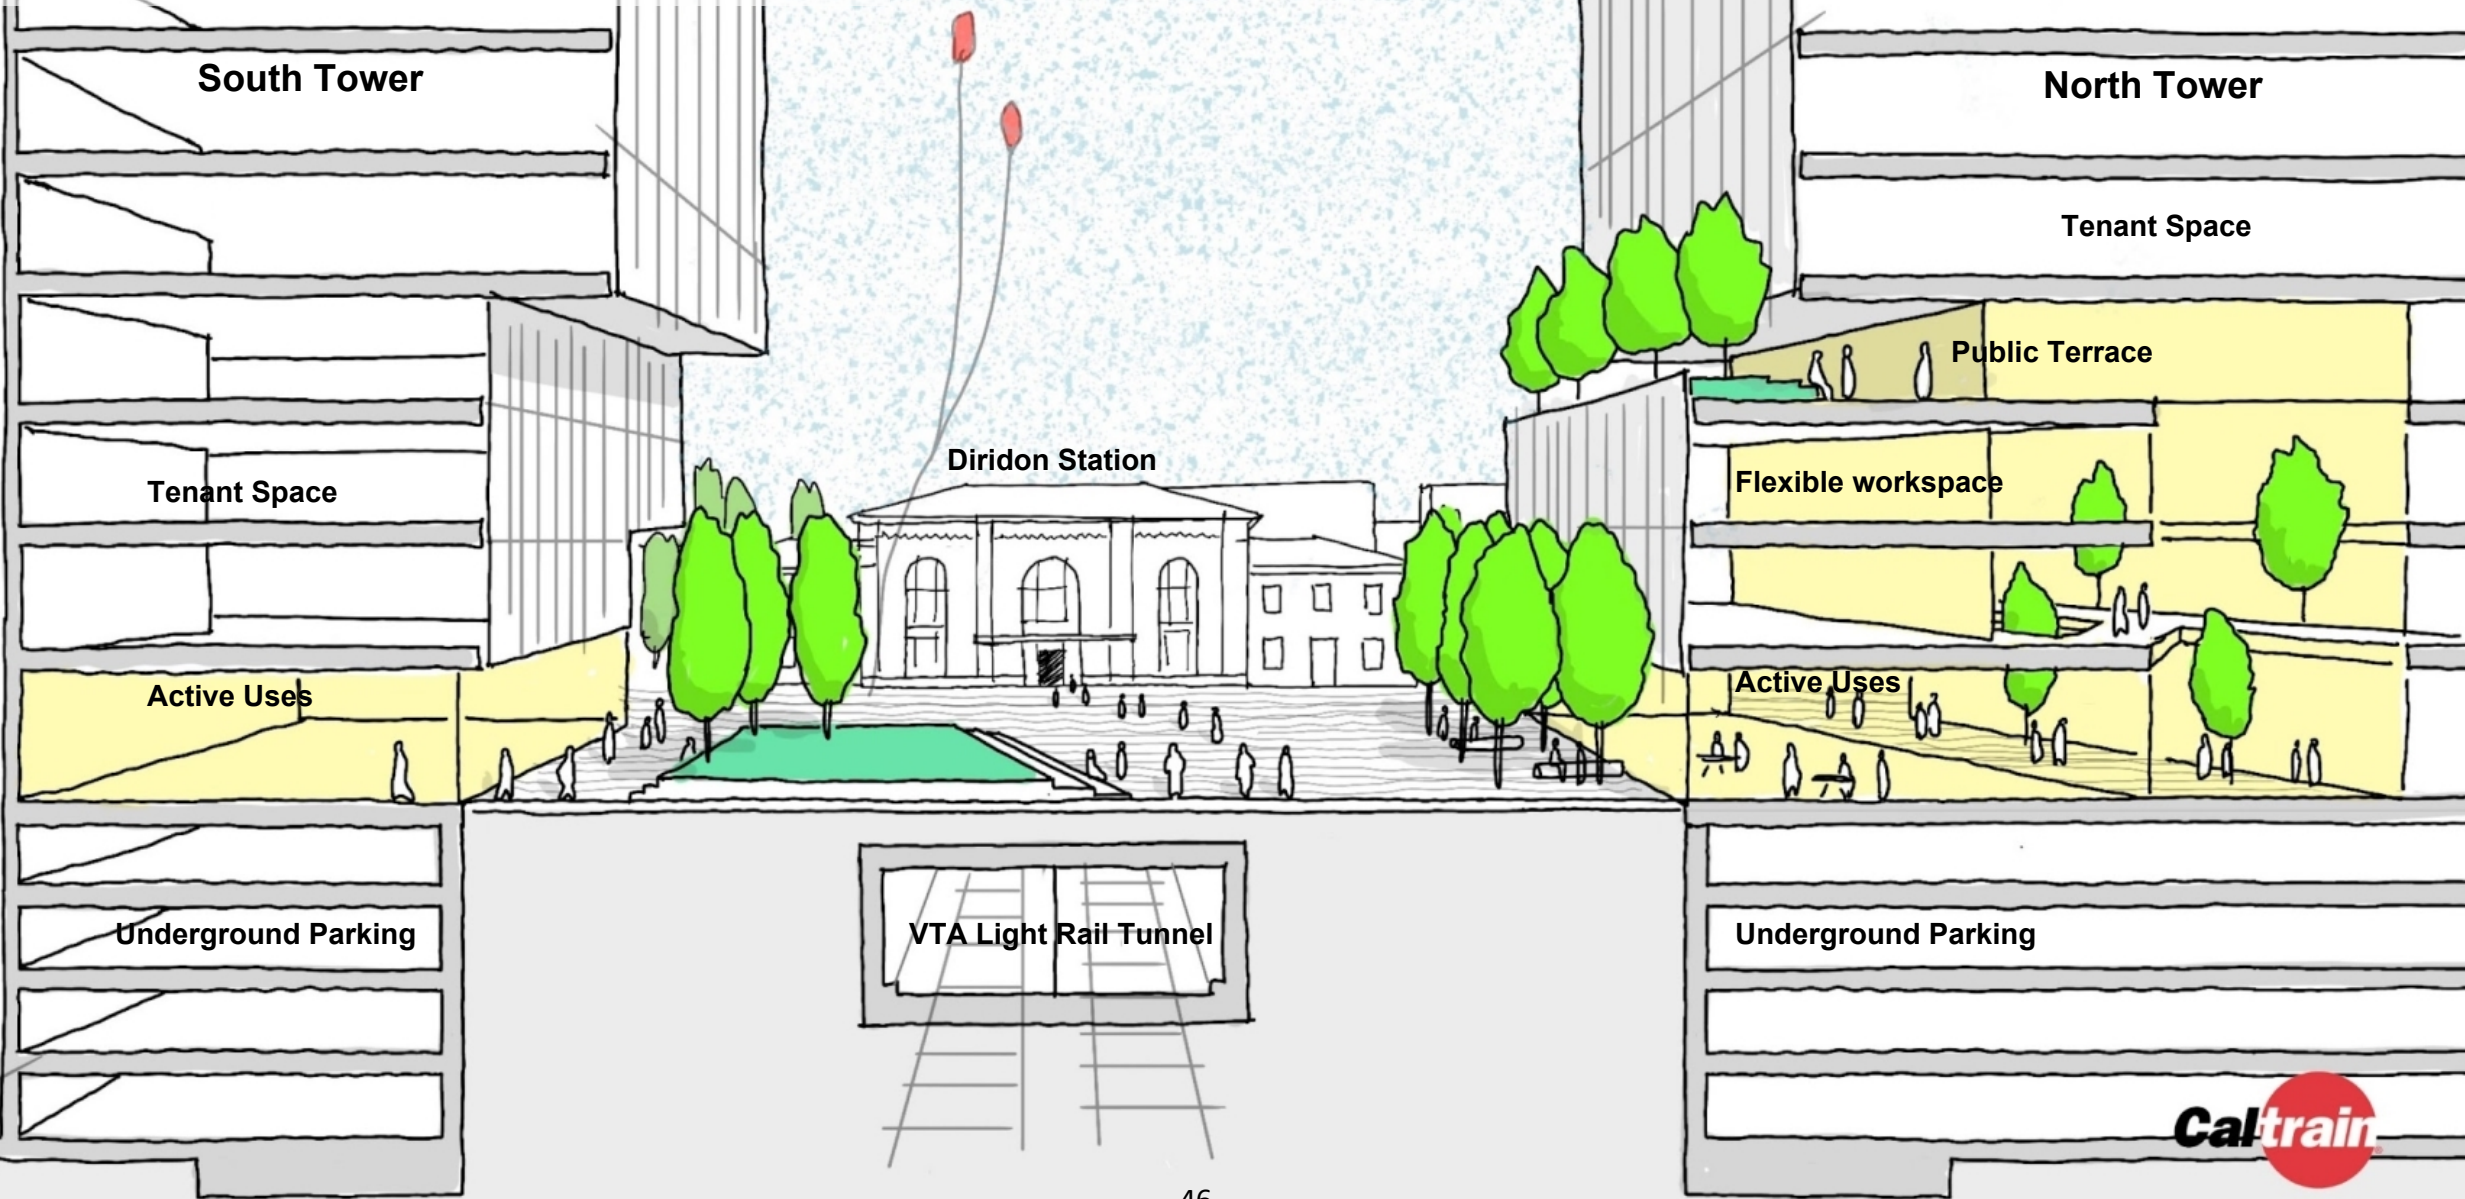 South Tower
North Tower
Tenant Space
Public Terrace
Diridon Station
Flexible workspace
Tenant Space
Active Uses
Active Uses
Underground Parking
VTA Light Rail Tunnel
Underground Parking
Caltrain
46